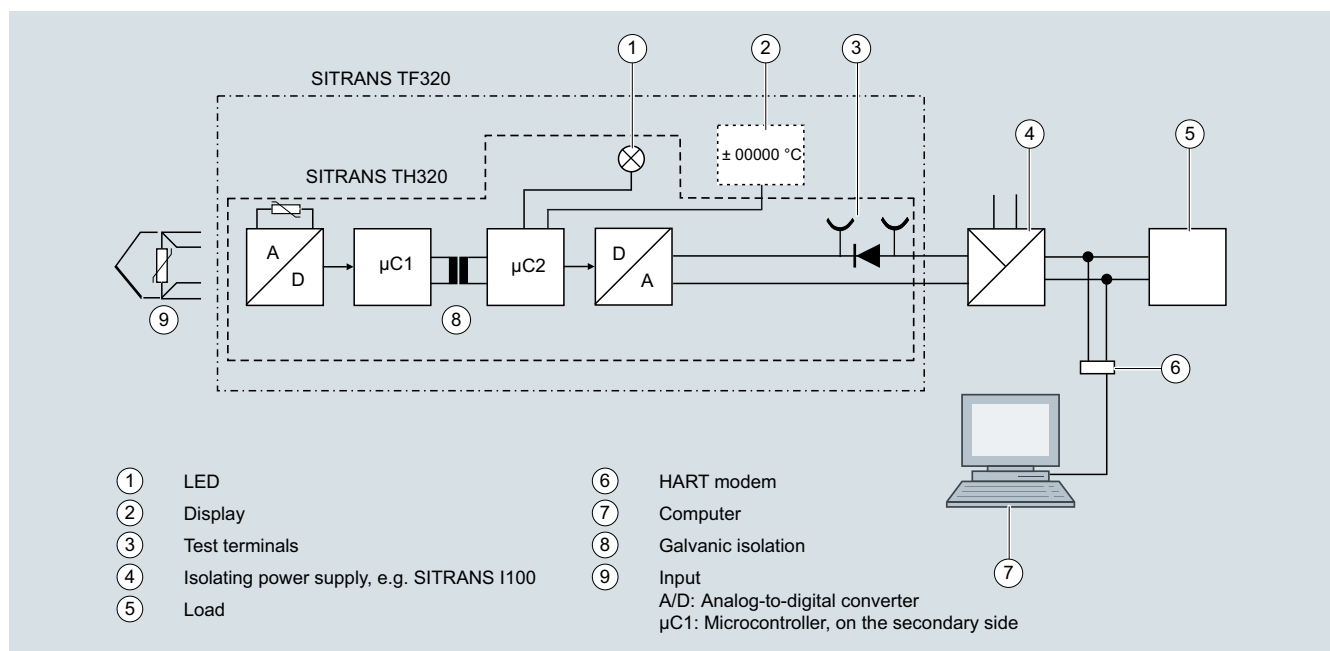 1
2
3
4
5
SITRANS TF320
± 00000 °C
SITRANS TH320
A
D
µC1
µC2
D
A
9
8
6
7
1 LED
2 Display
3 Test terminals
4 Isolating power supply, e.g. SITRANS I100
5 Load
6 HART modem
7 Computer
8 Galvanic isolation
9 Input
A/D: Analog-to-digital converter
µC1: Microcontroller, on the secondary side